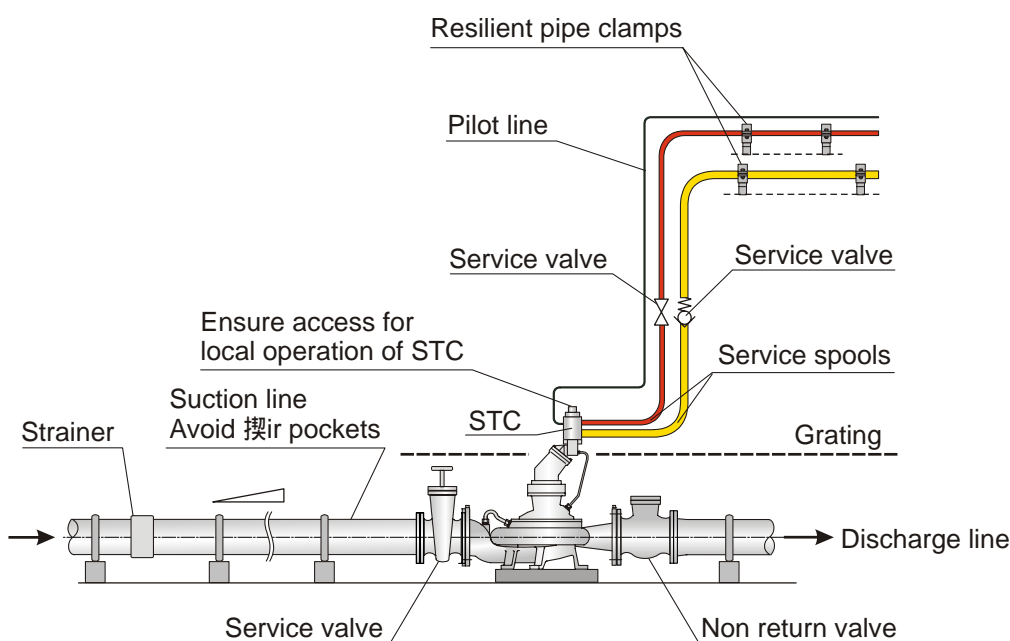 Resilient pipe clamps
Pilot line
Service valve
Service valve
Ensure access for
local operation of STC
Service spools
Suction line
Avoid 揳ir pockets
STC
Strainer
Grating
Discharge line
Service valve
Non return valve